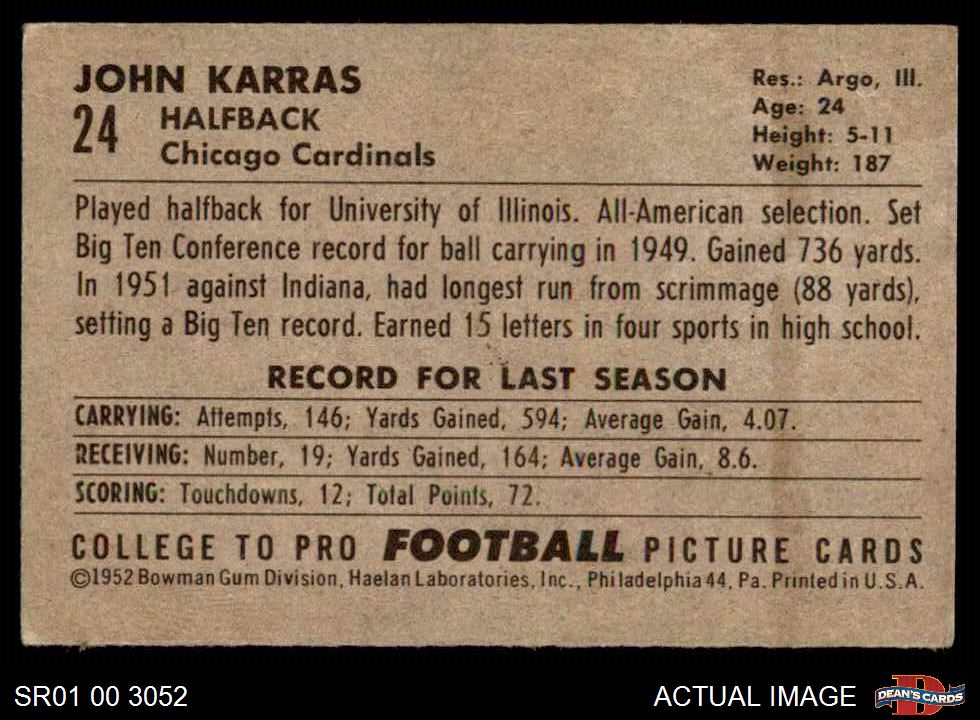 JOHN KARRAS
24 HALFBACK
Chicago Cardinals
Res.: Argo, Ill.
Age: 24
Height: 5-11
Weight: 187
Played halfback for University of Illinois. All-American selection. Set
Big Ten Conference record for ball carrying in 1949. Gained 736 yards.
In 1951 against Indiana, had longest run from scrimmage (88 yards),
setting a Big Ten record. Earned 15 letters in four sports in high school.
RECORD FOR LAST SEASON
CARRYING: Attempts, 146; Yards Gained, 594; Average Gain, 4.07.
RECEIVING: Number, 19; Yards Gained, 164; Average Gain, 8.6.
SCORING: Touchdowns, 12; Total Points, 72.
COLLEGE TO PRO FOOTBALL PICTURE CARDS
©1952 Bowman Gum Division, Haelan Laboratories, Inc., Philadelphia 44, Pa. Printed in U.S.A.
SR01 00 3052
ACTUAL IMAGE
D
DEAN'S CARDS